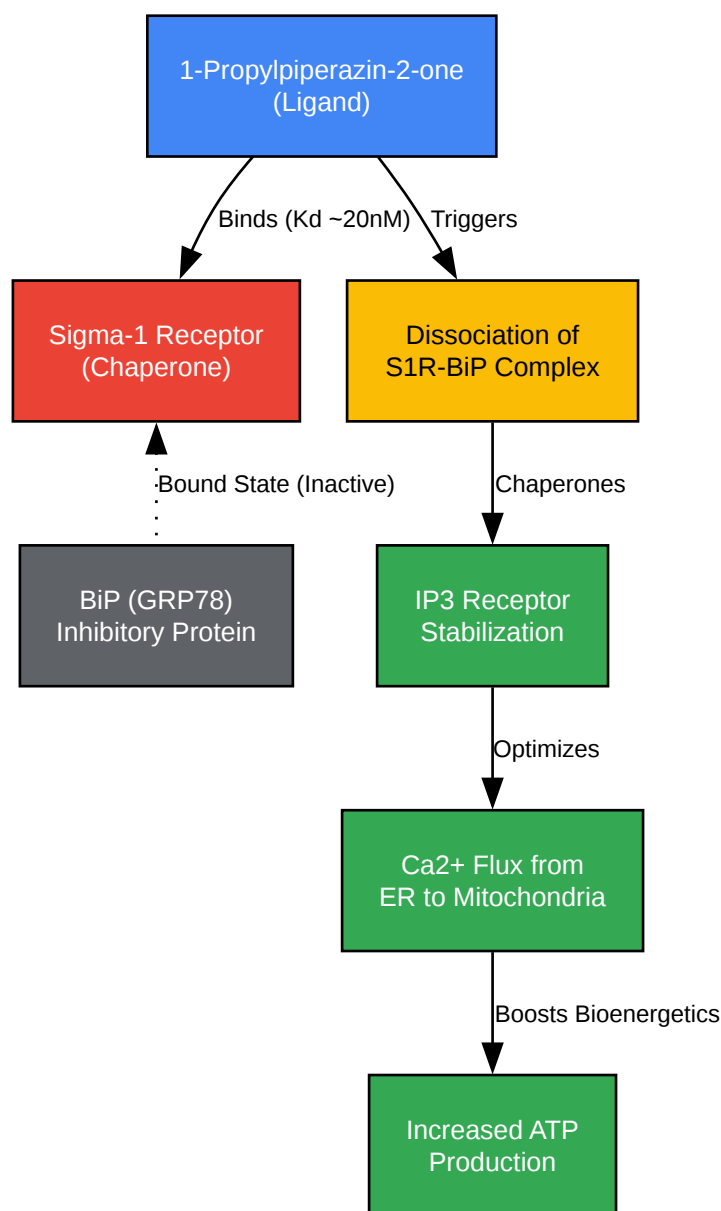 1-Propylpiperazin-2-one
(Ligand)
Binds (Kd ~20nM)
Triggers
Sigma-1 Receptor
(Chaperone)
Dissociation of
S1R-BiP Complex
Bound State (Inactive)
Chaperones
BiP (GRP78)
Inhibitory Protein
IP3 Receptor
Stabilization
Optimizes
Ca2+ Flux from
ER to Mitochondria
Boosts Bioenergetics
Increased ATP
Production